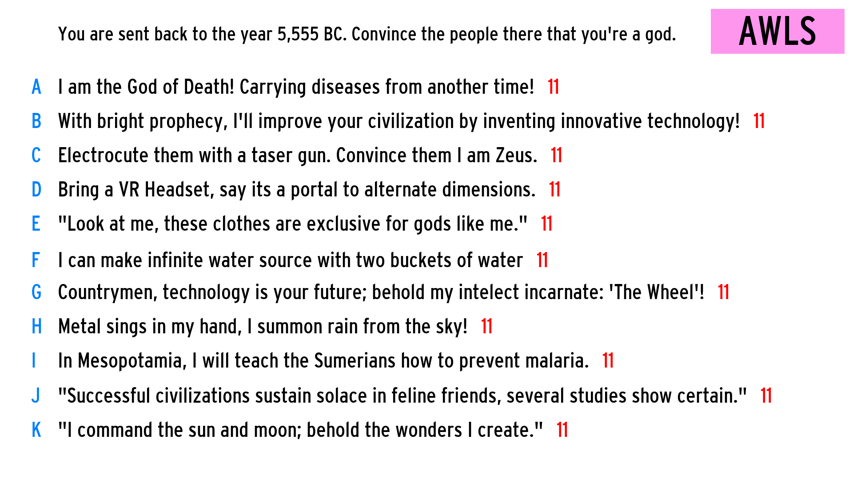 You are sent back to the year 5,555 BC. Convince the people there that you're a god.
AWLS
A I am the God of Death! Carrying diseases from another time! 11
B With bright prophecy, I'll improve your civilization by inventing innovative technology! 11
C Electrocute them with a taser gun. Convince them I am Zeus. 11
D Bring a VR Headset, say its a portal to alternate dimensions. 11
E "Look at me, these clothes are exclusive for gods like me." 11
F I can make infinite water source with two buckets of water 11
G Countrymen, technology is your future; behold my intelect incarnate: 'The Wheel'! 11
H Metal sings in my hand, I summon rain from the sky! 11
I In Mesopotamia, I will teach the Sumerians how to prevent malaria. 11
J "Successful civilizations sustain solace in feline friends, several studies show certain." 11
K "I command the sun and moon; behold the wonders I create." 11